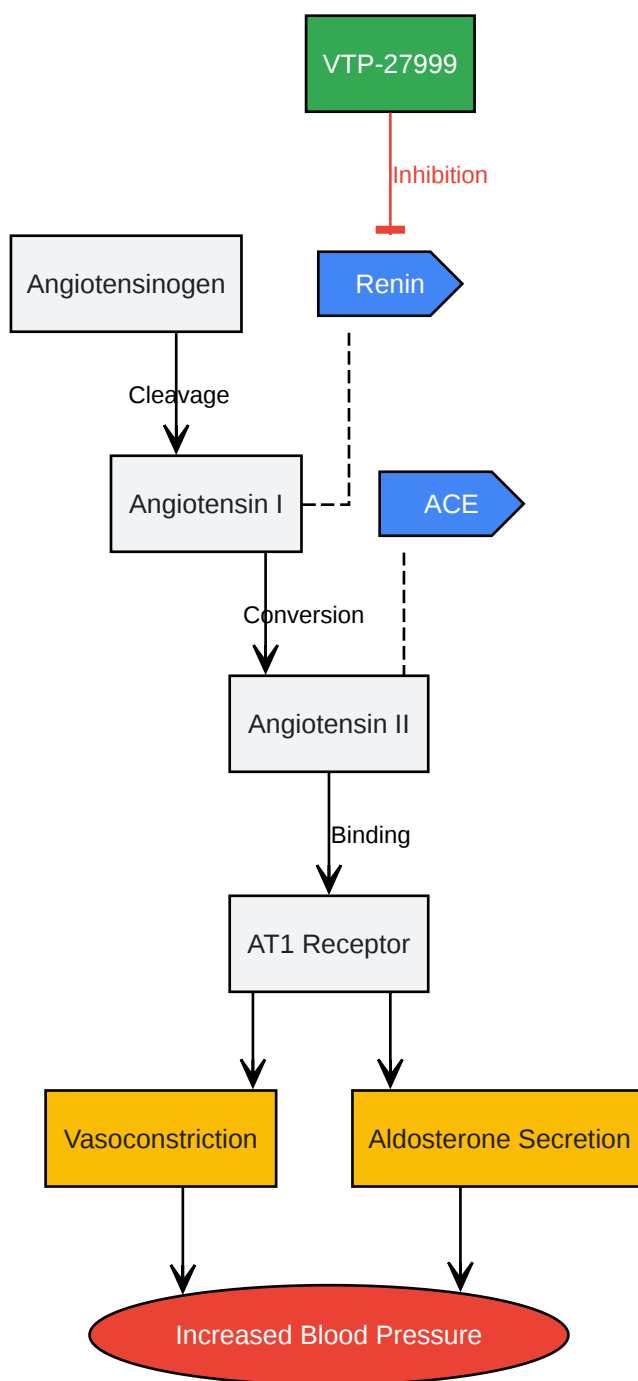 VTP-27999
Inhibition
Angiotensinogen
Renin
Cleavage
Angiotensin I
ACE
Conversion
Angiotensin II
Binding
AT1 Receptor
Vasoconstriction
Aldosterone Secretion
Increased Blood Pressure